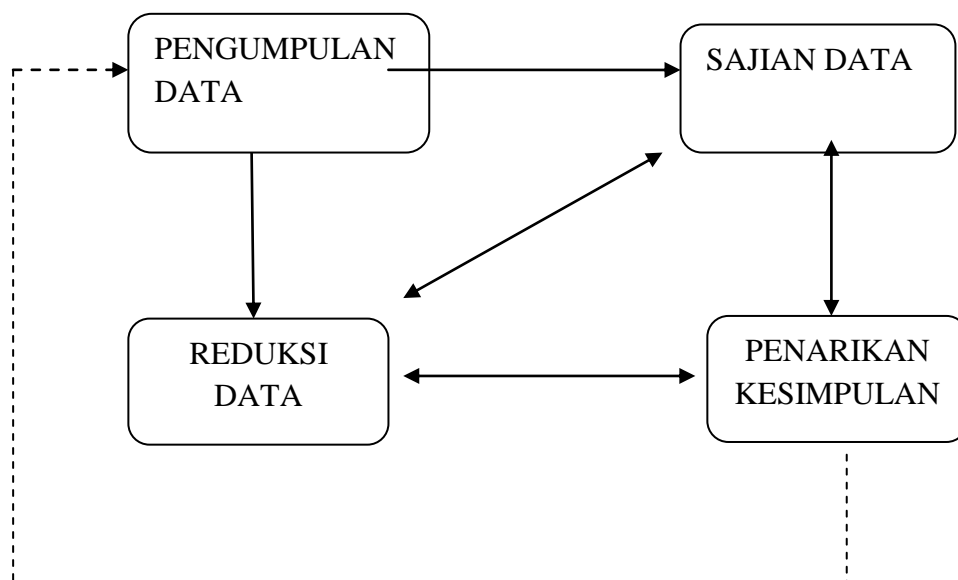 PENGUMPULAN
DATA
SAJIAN DATA
REDUKSI
DATA
PENARIKAN
KESIMPULAN